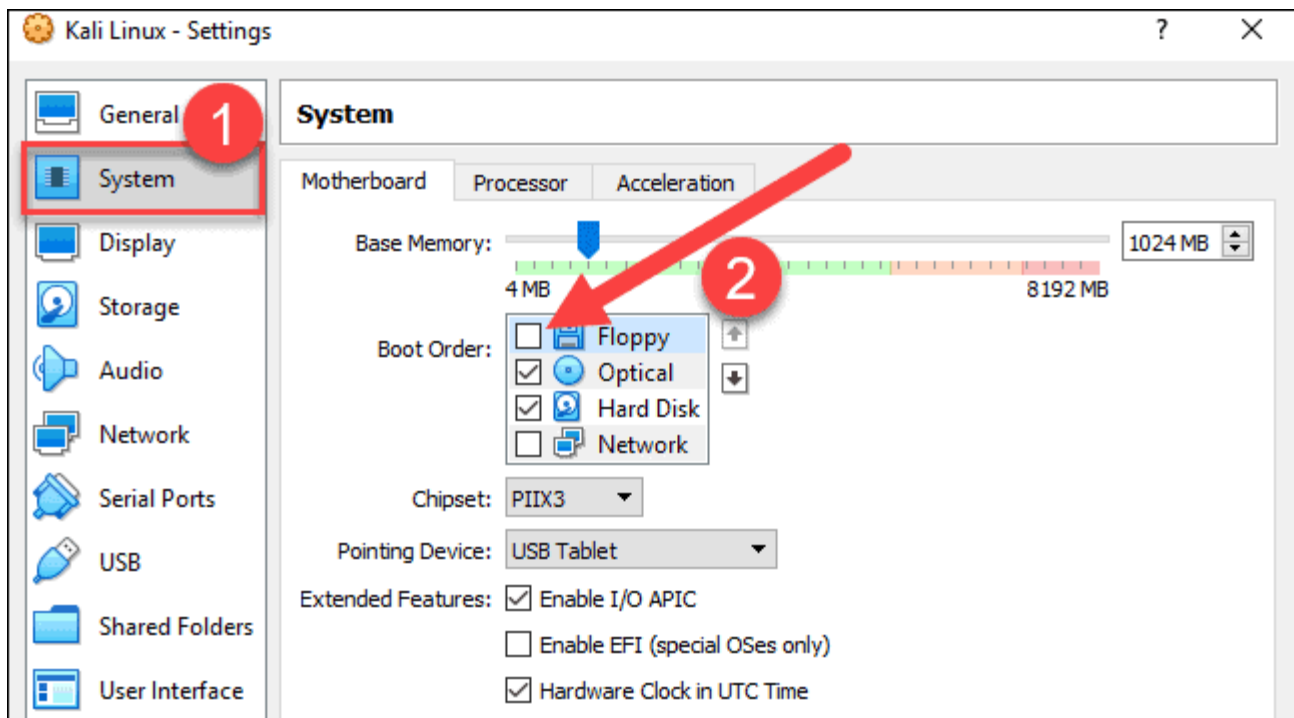 Kali Linux - Settings
?
General
1
System
Display
Storage
Audio
Network
Serial Ports
USB
Shared Folders
User Interface
System
Motherboard Processor Acceleration
Base Memory: 1024 MB
2
4 MB 8192 MB
Boot Order: Floppy
Optical
Hard Disk
Network
Chipset: PIIX3
Pointing Device: USB Tablet
Extended Features: Enable I/O APIC
Enable EFI (special OSes only)
Hardware Clock in UTC Time